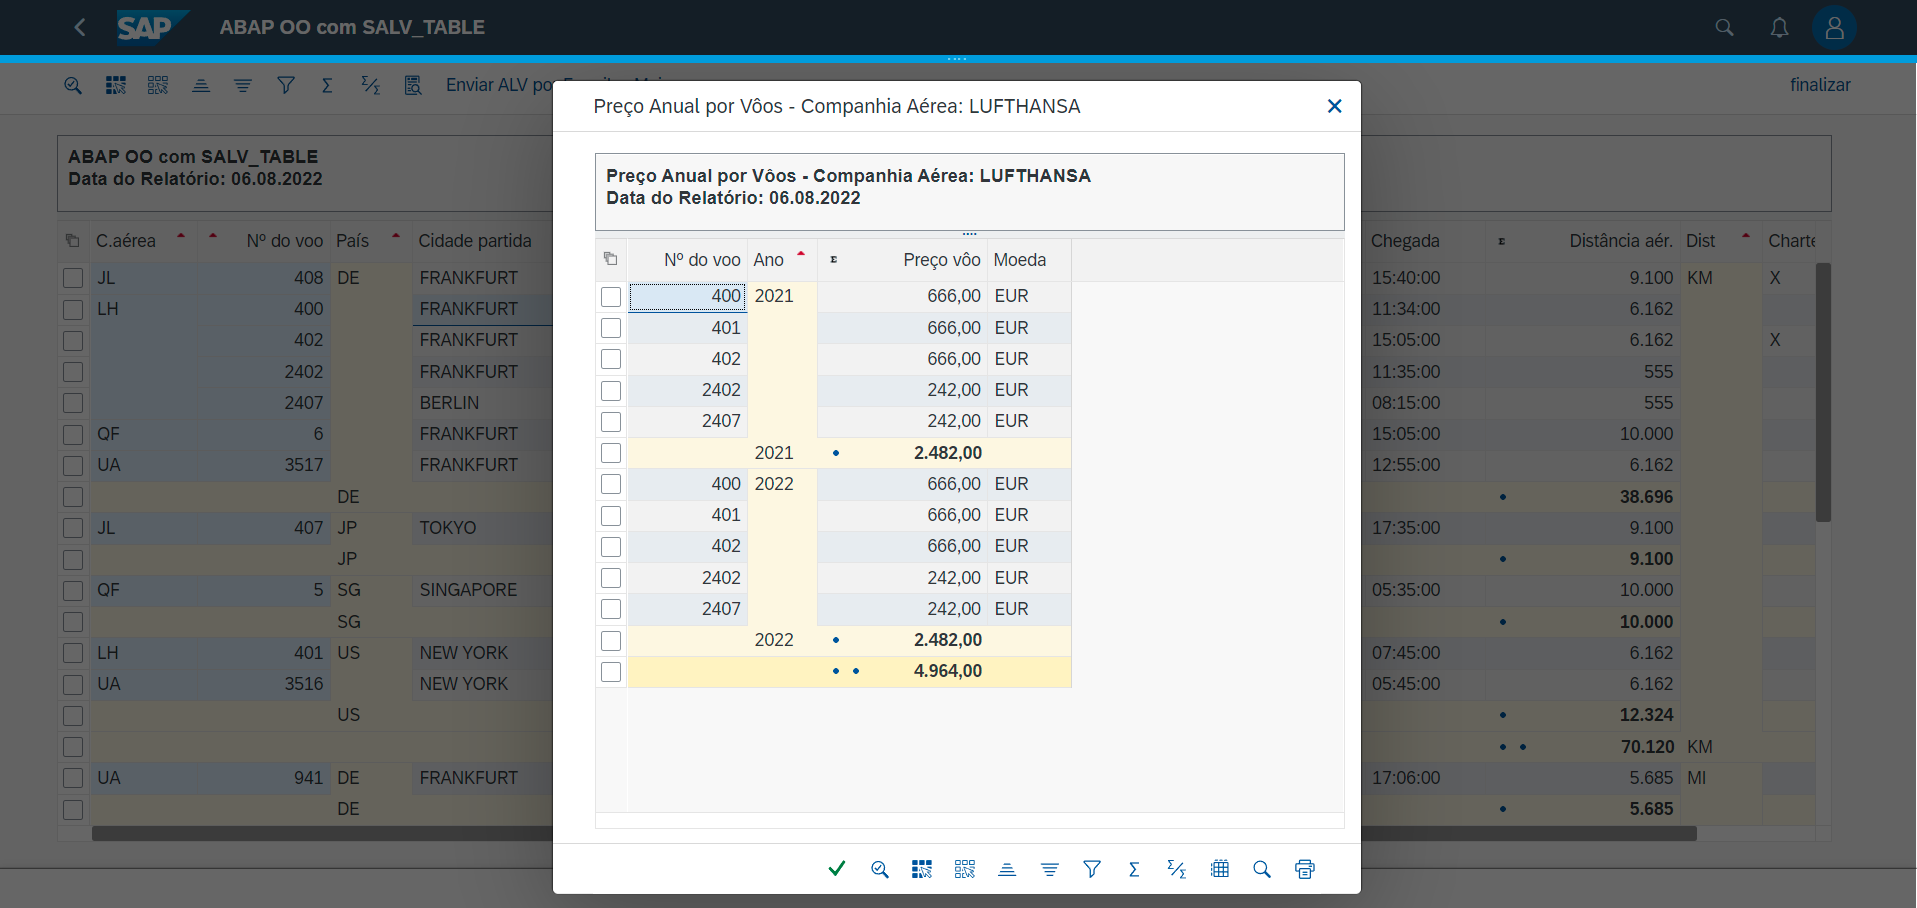 SAP ABAP OO com SALV_TABLE
Enviar ALV po
finalizar
ABAP OO com SALV_TABLE
Data do Relatório: 06.08.2022
C.aérea Nº do voo País Cidade partida
JL 408 DE FRANKFURT
LH 400 FRANKFURT
402 FRANKFURT
2402 FRANKFURT
2407 BERLIN
QF 6 FRANKFURT
UA 3517 FRANKFURT
DE
JL 407 JP TOKYO
JP
QF 5 SG SINGAPORE
SG
LH 401 US NEW YORK
UA 3516 NEW YORK
US
UA 941 DE FRANKFURT
DE
Preço Anual por Vôos - Companhia Aérea: LUFTHANSA
Preço Anual por Vôos - Companhia Aérea: LUFTHANSA
Data do Relatório: 06.08.2022
Nº do voo Ano Σ Preço vôo Moeda
400 2021 666,00 EUR
401 666,00 EUR
402 666,00 EUR
2402 242,00 EUR
2407 242,00 EUR
2021 • 2.482,00
400 2022 666,00 EUR
401 666,00 EUR
402 666,00 EUR
2402 242,00 EUR
2407 242,00 EUR
2022 • 2.482,00
• • 4.964,00
Chegada Σ Distância aér. Dist Charte
15:40:00 9.100 KM X
11:34:00 6.162
15:05:00 6.162 X
11:35:00 555
08:15:00 555
15:05:00 10.000
12:55:00 6.162
• 38.696
17:35:00 9.100
• 9.100
05:35:00 10.000
• 10.000
07:45:00 6.162
05:45:00 6.162
• 12.324
• • 70.120 KM
17:06:00 5.685 MI
• 5.685